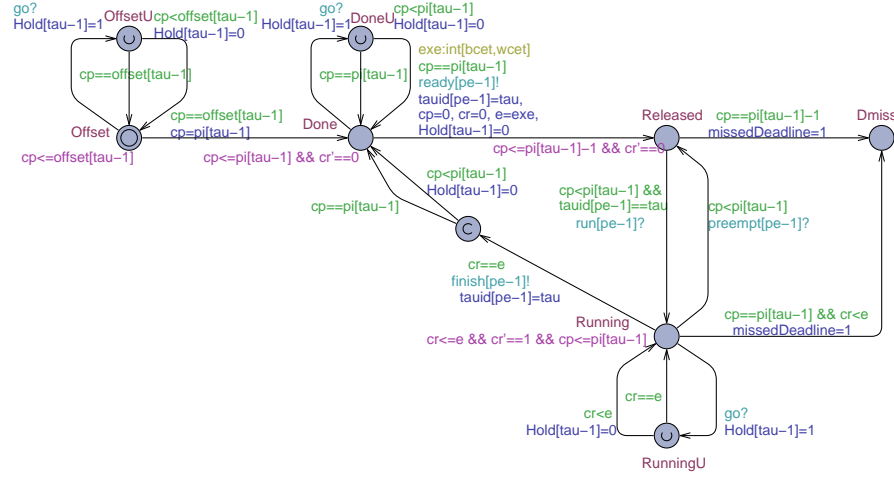 go?
Hold[tau−1]=1
OffsetU
cp<offset[tau−1]
Hold[tau−1]=0
cp==offset[tau−1]
go?
Hold[tau−1]=1
DoneU
cp<pi[tau−1]
Hold[tau−1]=0
cp==pi[tau−1]
exe:int[bcet,wcet]
cp==pi[tau−1]
ready[pe−1]!
tauid[pe−1]=tau,
cp=0, cr=0, e=exe,
Hold[tau−1]=0
Offset
cp<=offset[tau−1]
cp==offset[tau−1]
cp=pi[tau−1]
Done
cp<=pi[tau−1] && cr'==0
Released
cp<=pi[tau−1]−1 && cr'==0
cp==pi[tau−1]−1
missedDeadline=1
Dmiss
cp<pi[tau−1]
Hold[tau−1]=0
cp==pi[tau−1]
cp<pi[tau−1] &&
tauid[pe−1]==tau
run[pe−1]?
cp<pi[tau−1]
preempt[pe−1]?
C
cr==e
finish[pe−1]!
tauid[pe−1]=tau
Running
cr<=e && cr'==1 && cp<=pi[tau−1]
cp==pi[tau−1] && cr<e
missedDeadline=1
cr==e
cr<e
Hold[tau−1]=0
go?
Hold[tau−1]=1
RunningU